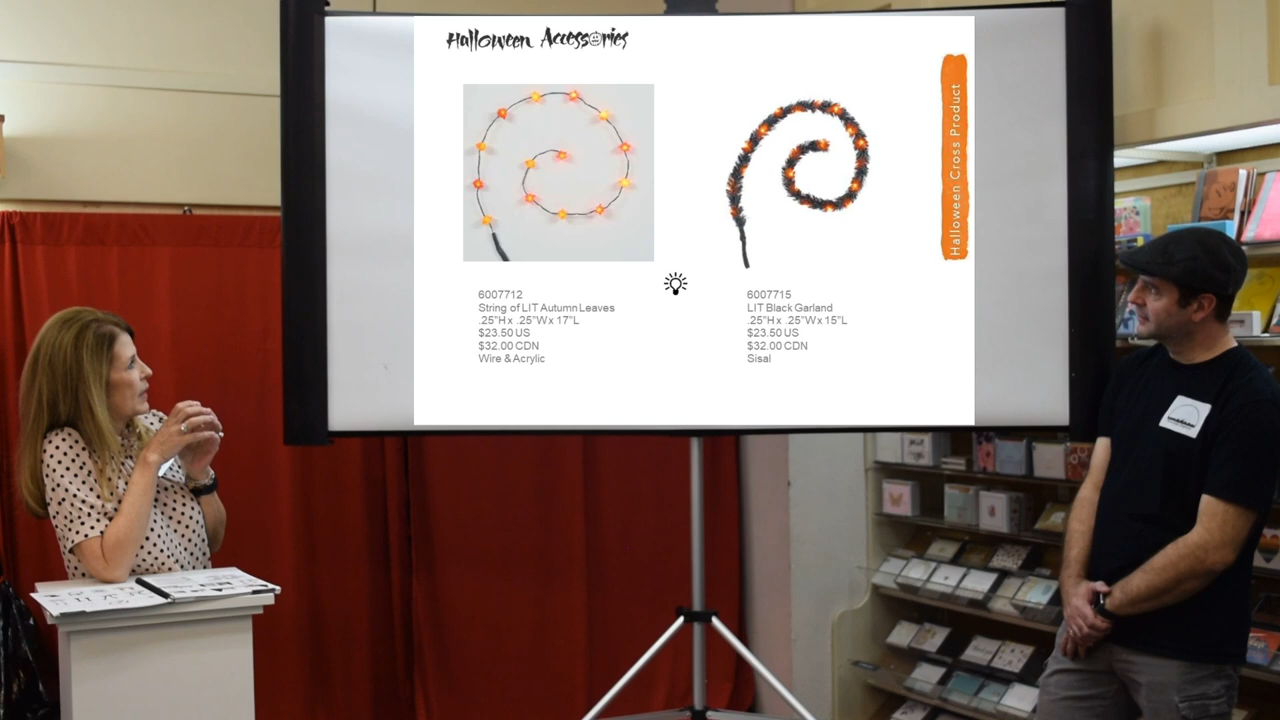 Halloween Accessories
Halloween Cross Product
6007712
String of LIT Autumn Leaves
.25"H x .25"W x 17"L
$23.50 US
$32.00 CDN
Wire & Acrylic
6007715
LIT Black Garland
.25"H x .25"W x 15"L
$23.50 US
$32.00 CDN
Sisal